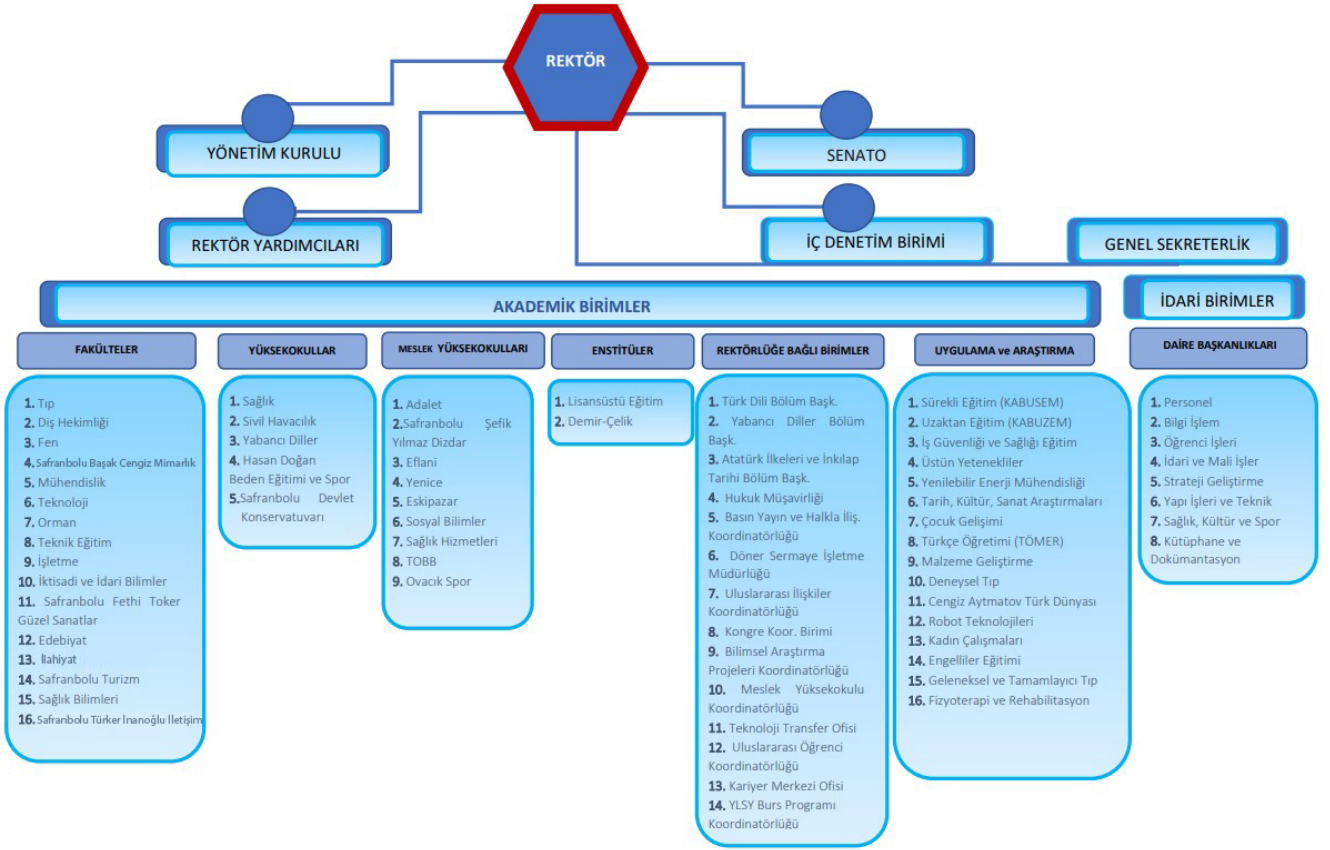 REKTÖR
YÖNETİM KURULU
SENATO
REKTÖR YARDIMCILARI
İÇ DENETİM BİRİMİ
GENEL SEKRETERLİK
AKADEMİK BİRİMLER
İDARİ BİRİMLER
FAKÜLTELER
1. Tıp
2. Diş Hekimliği
3. Fen
4. Safranbolu Başak Cengiz Mimarlık
5. Mühendislik
6. Teknoloji
7. Orman
8. Teknik Eğitim
9. İşletme
10. İktisadi ve İdari Bilimler
11. Safranbolu Fethi Toker
Güzel Sanatlar
12. Edebiyat
13. İlahiyat
14. Safranbolu Turizm
15. Sağlık Bilimleri
16. Safranbolu Türker İnanoğlu İletişim
YÜKSEKOKULLAR
1. Sağlık
2. Sivil Havacılık
3. Yabancı Diller
4. Hasan Doğan
Beden Eğitimi ve Spor
5.Safranbolu Devlet
Konservatuvarı
MESLEK YÜKSEKOKULLARI
1. Adalet
2.Safranbolu Şefik
Yılmaz Dizdar
3. Eflani
4. Yenice
5. Eskipazar
6. Sosyal Bilimler
7. Sağlık Hizmetleri
8. TOBB
9. Ovacık Spor
ENSTİTÜLER
1. Lisansüstü Eğitim
2. Demir-Çelik
REKTÖRLÜĞE BAĞLI BİRİMLER
1. Türk Dili Bölüm Başk.
2. Yabancı Diller Bölüm
Başk.
3. Atatürk İlkeleri ve İnkılap
Tarihi Bölüm Başk.
4. Hukuk Müşavirliği
5. Basın Yayın ve Halkla İliş.
Koordinatörlüğü
6. Döner Sermaye İşletme
Müdürlüğü
7. Uluslararası İlişkiler
Koordinatörlüğü
8. Kongre Koor. Birimi
9. Bilimsel Araştırma
Projeleri Koordinatörlüğü
10. Meslek Yüksekokulu
Koordinatörlüğü
11. Teknoloji Transfer Ofisi
12. Uluslararası Öğrenci
Koordinatörlüğü
13. Kariyer Merkezi Ofisi
14. YLSY Burs Programı
Koordinatörlüğü
UYGULAMA ve ARAŞTIRMA
1. Sürekli Eğitim (KABUSEM)
2. Uzaktan Eğitim (KABUZEM)
3. İş Güvenliği ve Sağlığı Eğitim
4. Üstün Yetenekliler
5. Yenilebilir Enerji Mühendisliği
6. Tarih, Kültür, Sanat Araştırmaları
7. Çocuk Gelişimi
8. Türkçe Öğretimi (TÖMER)
9. Malzeme Geliştirme
10. Deneysel Tıp
11. Cengiz Aytmatov Türk Dünyası
12. Robot Teknolojileri
13. Kadın Çalışmaları
14. Engelliler Eğitimi
15. Geleneksel ve Tamamlayıcı Tıp
16. Fizyoterapi ve Rehabilitasyon
DAİRE BAŞKANLIKLARI
1. Personel
2. Bilgi İşlem
3. Öğrenci İşleri
4. İdari ve Mali İşler
5. Strateji Geliştirme
6. Yapı İşleri ve Teknik
7. Sağlık, Kültür ve Spor
8. Kütüphane ve
Dokümantasyon